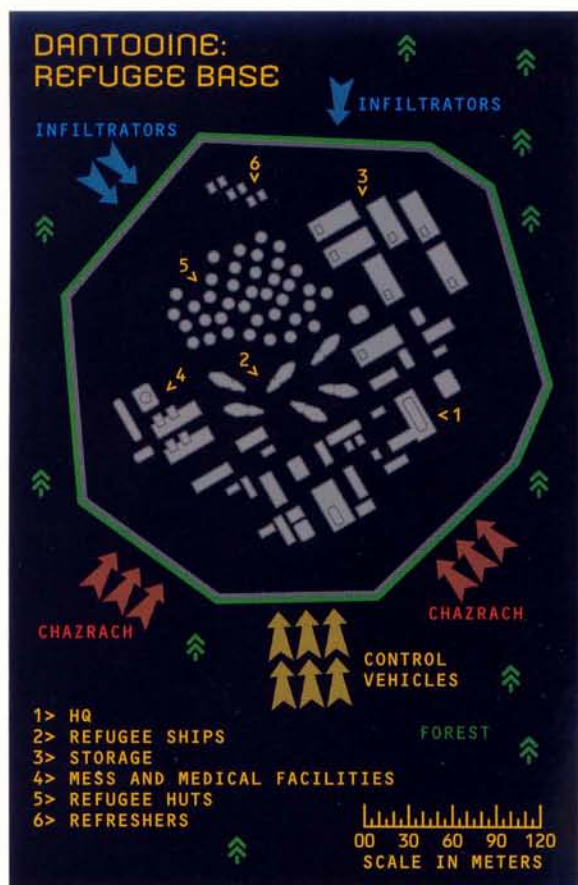 DANTOOINE:
REFUGEE BASE
INFILTRATORS
INFILTRATORS
6
3
5
2
4
1
CHAZRACH
CHAZRACH
CONTROL
VEHICLES
FOREST
1> HQ
2> REFUGEE SHIPS
3> STORAGE
4> MESS AND MEDICAL FACILITIES
5> REFUGEE HUTS
6> REFRESHERS
00 30 60 90 120
SCALE IN METERS